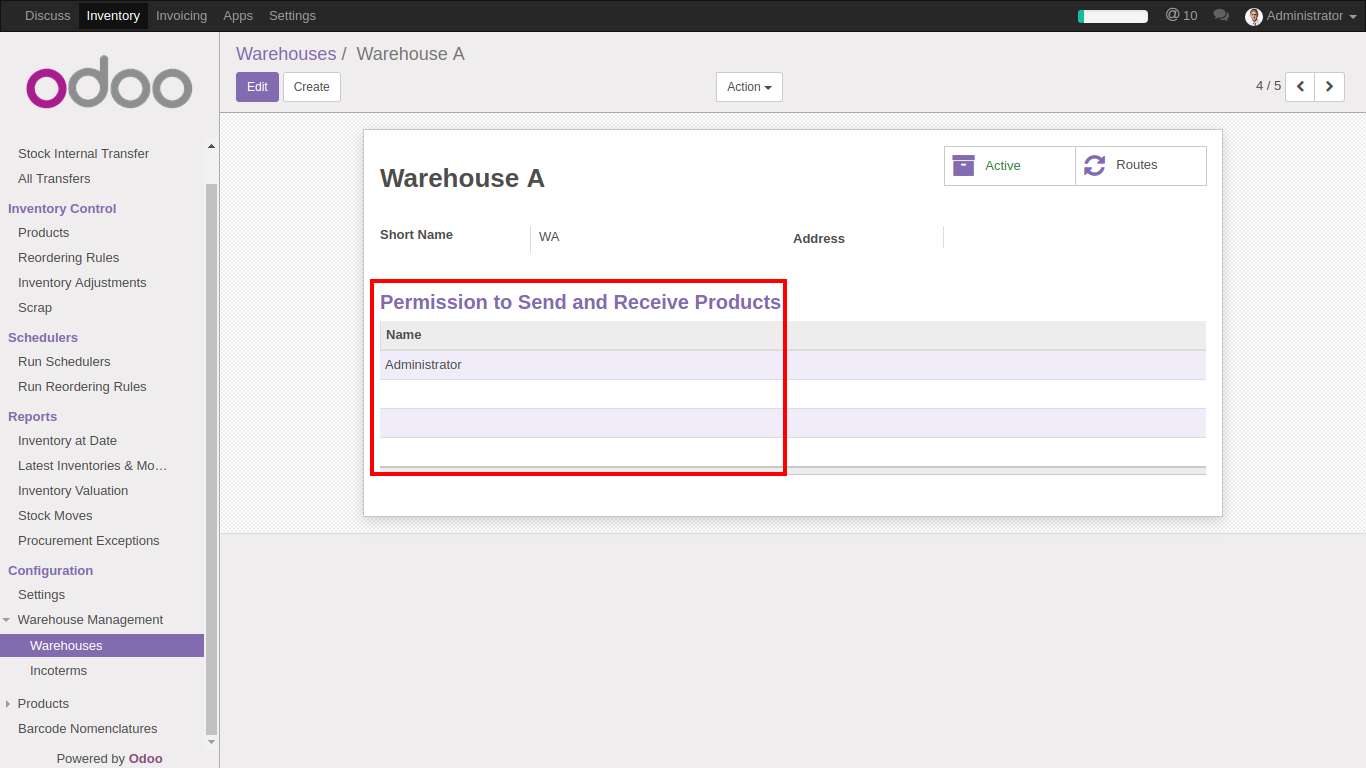 Discuss Inventory Invoicing Apps Settings @ 10 Administrator
odoo
Stock Internal Transfer
All Transfers
Inventory Control
Products
Reordering Rules
Inventory Adjustments
Scrap
Schedulers
Run Schedulers
Run Reordering Rules
Reports
Inventory at Date
Latest Inventories & Mo…
Inventory Valuation
Stock Moves
Procurement Exceptions
Configuration
Settings
Warehouse Management
Warehouses
Incoterms
Products
Barcode Nomenclatures
Powered by Odoo
Warehouses / Warehouse A
Edit Create Action 4 / 5
Active Routes
Warehouse A
Short Name WA Address
Permission to Send and Receive Products
Name
Administrator